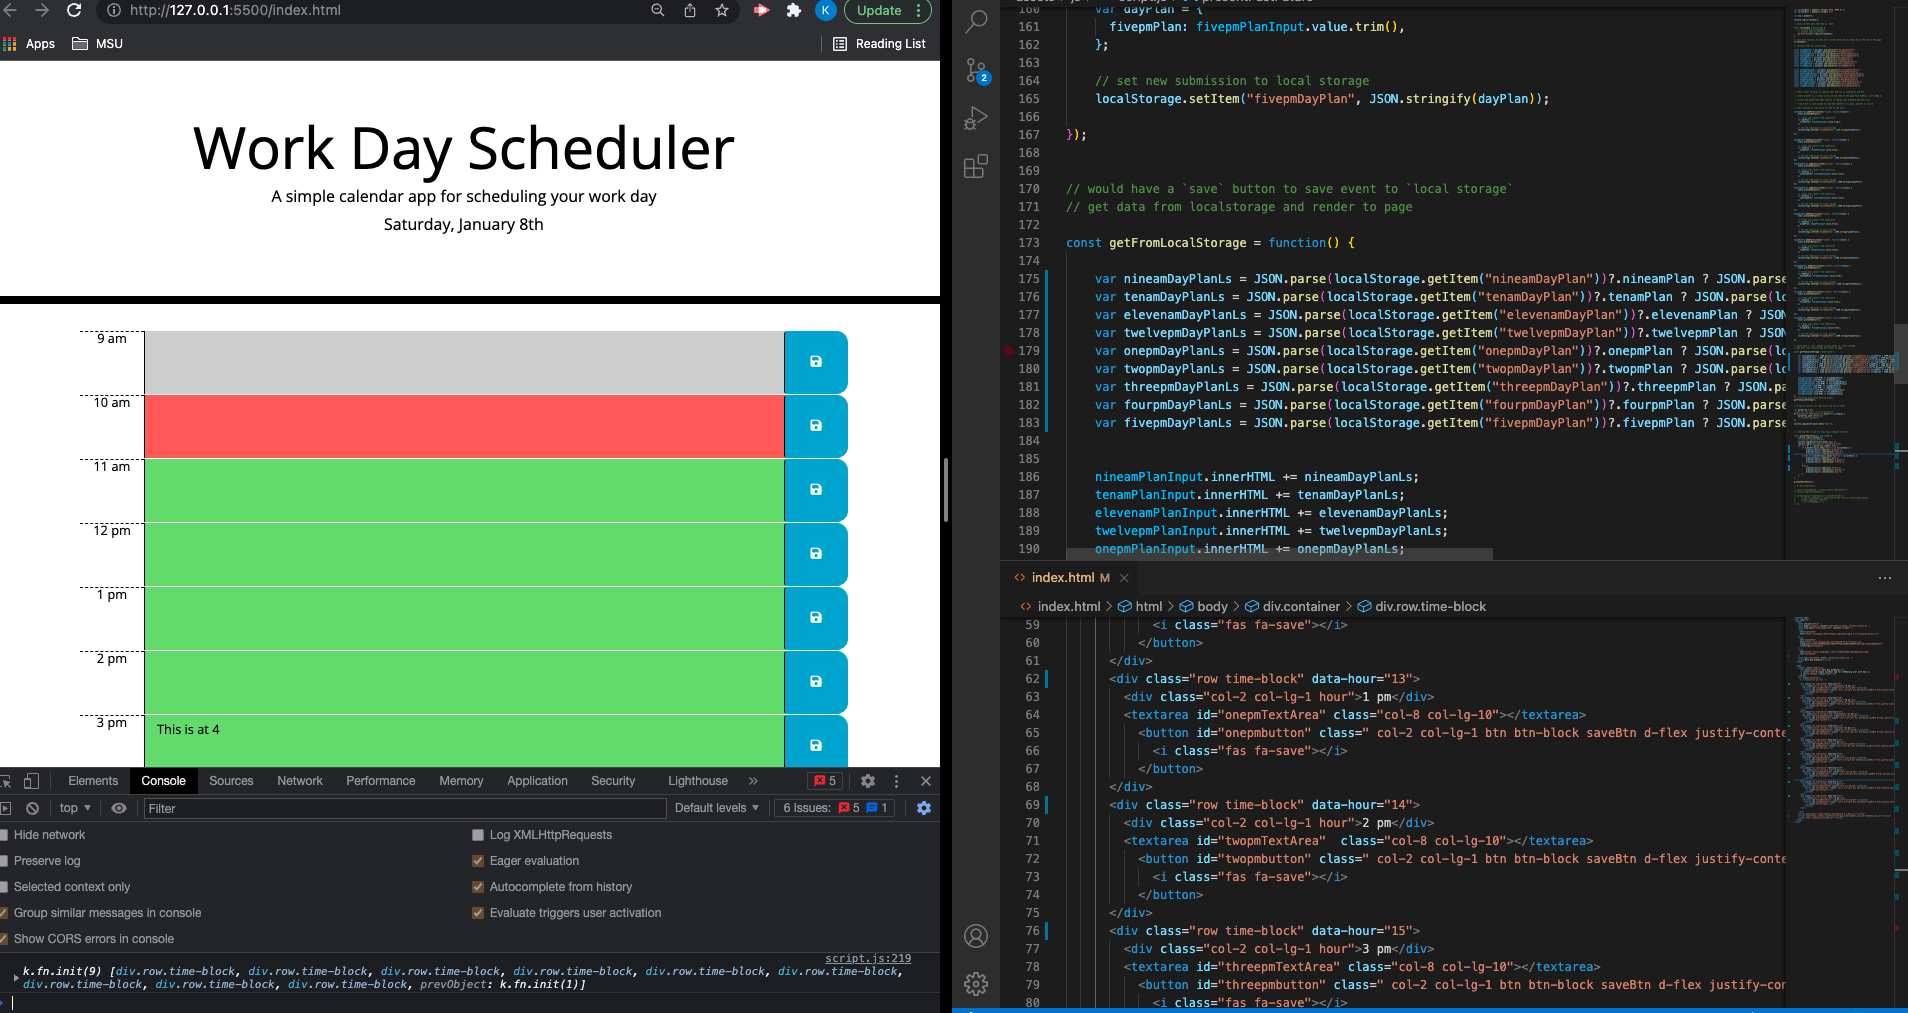 http://127.0.0.1:5500/index.html
K
Update
Apps
MSU
Reading List
Work Day Scheduler
A simple calendar app for scheduling your work day
Saturday, January 8th
9 am
10 am
11 am
12 pm
1 pm
2 pm
3 pm
This is at 4
Elements Console Sources Network Performance Memory Application Security Lighthouse » 5
top Filter Default levels 6 Issues: 5 1
Hide network
Log XMLHttpRequests
Preserve log
Eager evaluation
Selected context only
Autocomplete from history
Group similar messages in console
Evaluate triggers user activation
Show CORS errors in console
script.js:219
k.fn.init(9) [div.row.time-block, div.row.time-block, div.row.time-block, div.row.time-block, div.row.time-block, div.row.time-block,
div.row.time-block, div.row.time-block, div.row.time-block, prevObject: k.fn.init(1)]
2
160 var dayPlan = {
161 fivepmPlan: fivepmPlanInput.value.trim(),
162 };
163
164 // set new submission to local storage
165 localStorage.setItem("fivepmDayPlan", JSON.stringify(dayPlan));
166
167 });
168
169
170 // would have a `save` button to save event to `local storage`
171 // get data from localstorage and render to page
172
173 const getFromLocalStorage = function() {
174
175 var nineamDayPlanLs = JSON.parse(localStorage.getItem("nineamDayPlan"))?.nineamPlan ? JSON.parse
176 var tenamDayPlanLs = JSON.parse(localStorage.getItem("tenamDayPlan"))?.tenamPlan ? JSON.parse(lo
177 var elevenamDayPlanLs = JSON.parse(localStorage.getItem("elevenamDayPlan"))?.elevenamPlan ? JSON
178 var twelvepmDayPlanLs = JSON.parse(localStorage.getItem("twelvepmDayPlan"))?.twelvepmPlan ? JSON
179 var onepmDayPlanLs = JSON.parse(localStorage.getItem("onepmDayPlan"))?.onepmPlan ? JSON.parse(lo
180 var twopmDayPlanLs = JSON.parse(localStorage.getItem("twopmDayPlan"))?.twopmPlan ? JSON.parse(lo
181 var threepmDayPlanLs = JSON.parse(localStorage.getItem("threepmDayPlan"))?.threepmPlan ? JSON.pa
182 var fourpmDayPlanLs = JSON.parse(localStorage.getItem("fourpmDayPlan"))?.fourpmPlan ? JSON.parse
183 var fivepmDayPlanLs = JSON.parse(localStorage.getItem("fivepmDayPlan"))?.fivepmPlan ? JSON.parse
184
185
186 nineamPlanInput.innerHTML += nineamDayPlanLs;
187 tenamPlanInput.innerHTML += tenamDayPlanLs;
188 elevenamPlanInput.innerHTML += elevenamDayPlanLs;
189 twelvepmPlanInput.innerHTML += twelvepmDayPlanLs;
190 onepmPlanInput.innerHTML += onepmDayPlanLs;
index.html M
index.html > html > body > div.container > div.row.time-block
59 <i class="fas fa-save"></i>
60 </button>
61 </div>
62 <div class="row time-block" data-hour="13">
63 <div class="col-2 col-lg-1 hour">1 pm</div>
64 <textarea id="onepmTextArea" class="col-8 col-lg-10"></textarea>
65 <button id="onepmbutton" class=" col-2 col-lg-1 btn btn-block saveBtn d-flex justify-conte
66 <i class="fas fa-save"></i>
67 </button>
68 </div>
69 <div class="row time-block" data-hour="14">
70 <div class="col-2 col-lg-1 hour">2 pm</div>
71 <textarea id="twopmTextArea" class="col-8 col-lg-10"></textarea>
72 <button id="twopmbutton" class=" col-2 col-lg-1 btn btn-block saveBtn d-flex justify-conte
73 <i class="fas fa-save"></i>
74 </button>
75 </div>
76 <div class="row time-block" data-hour="15">
77 <div class="col-2 col-lg-1 hour">3 pm</div>
78 <textarea id="threepmTextArea" class="col-8 col-lg-10"></textarea>
79 <button id="threepmbutton" class=" col-2 col-lg-1 btn btn-block saveBtn d-flex justify-con
80 <i class="fas fa-save"></i>